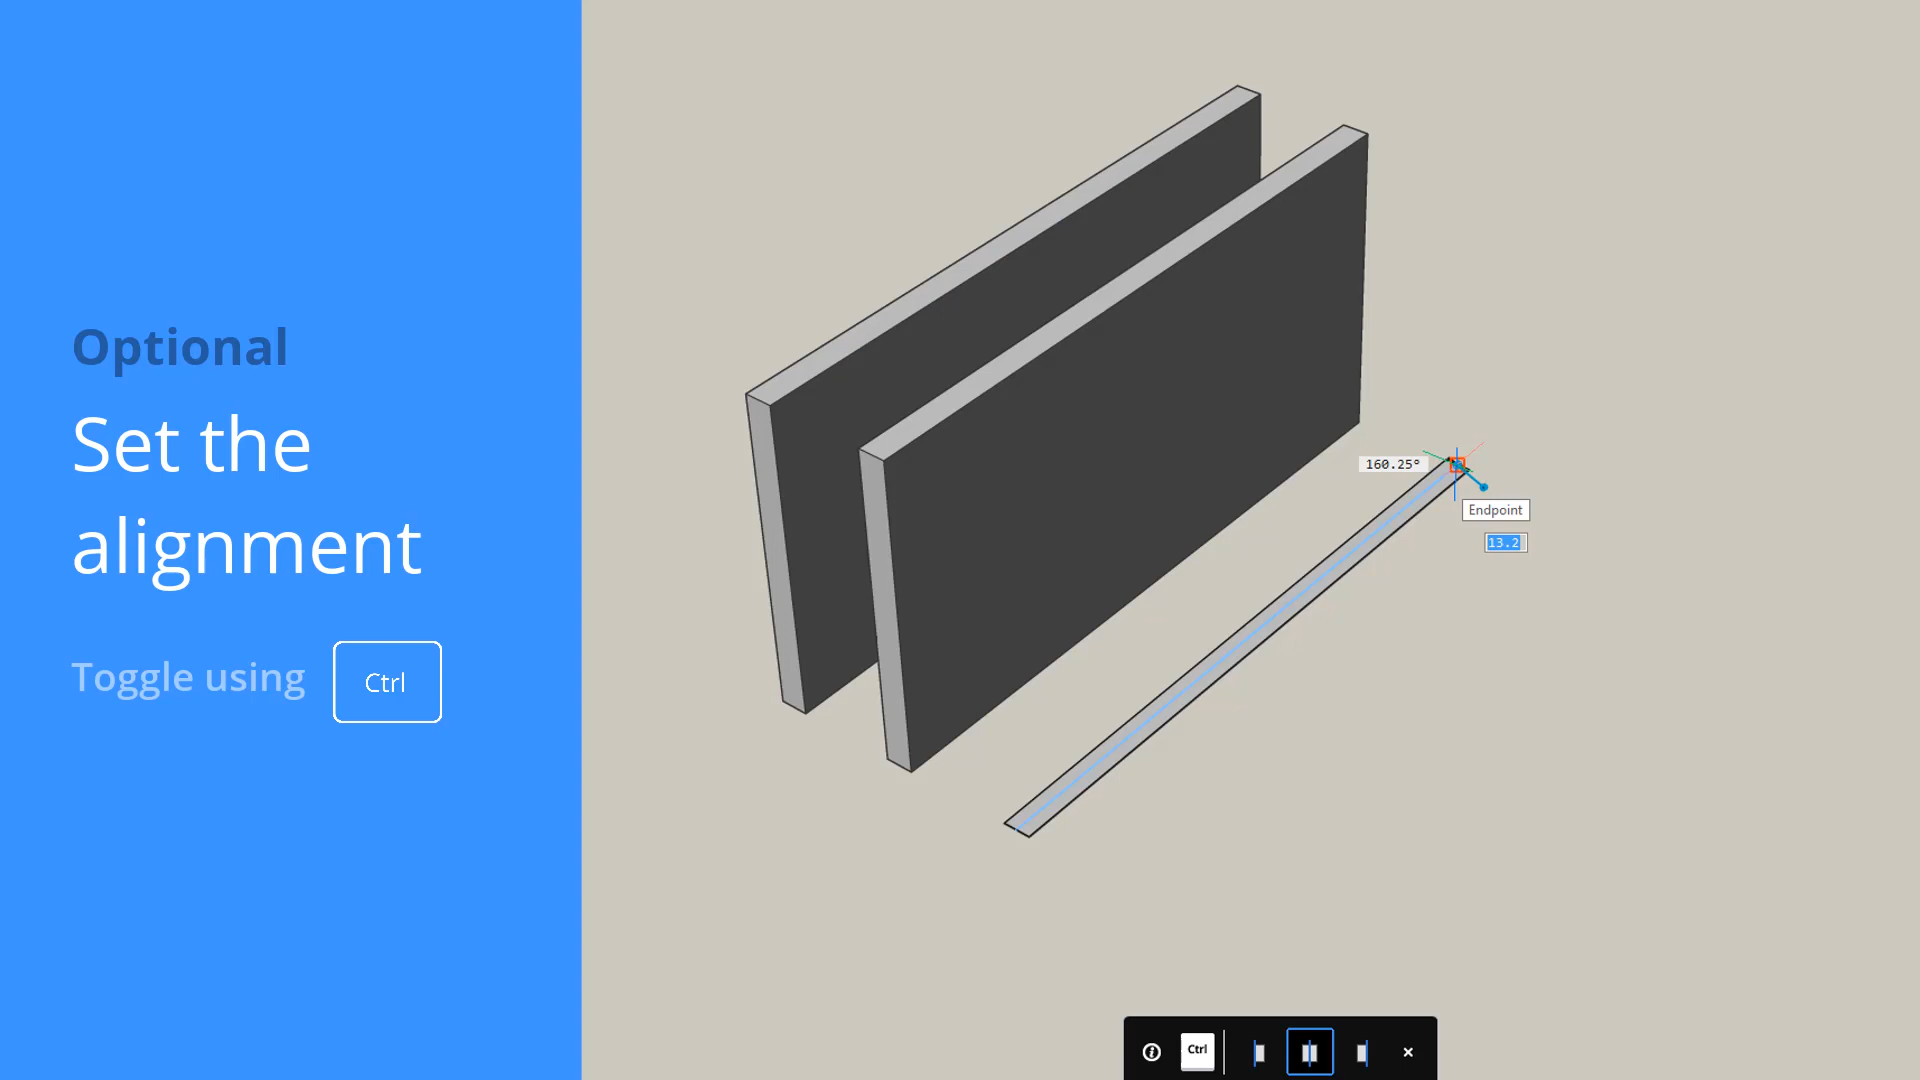 Optional
Set the
alignment
Toggle using Ctrl
160.25°
Endpoint
13.2
Ctrl